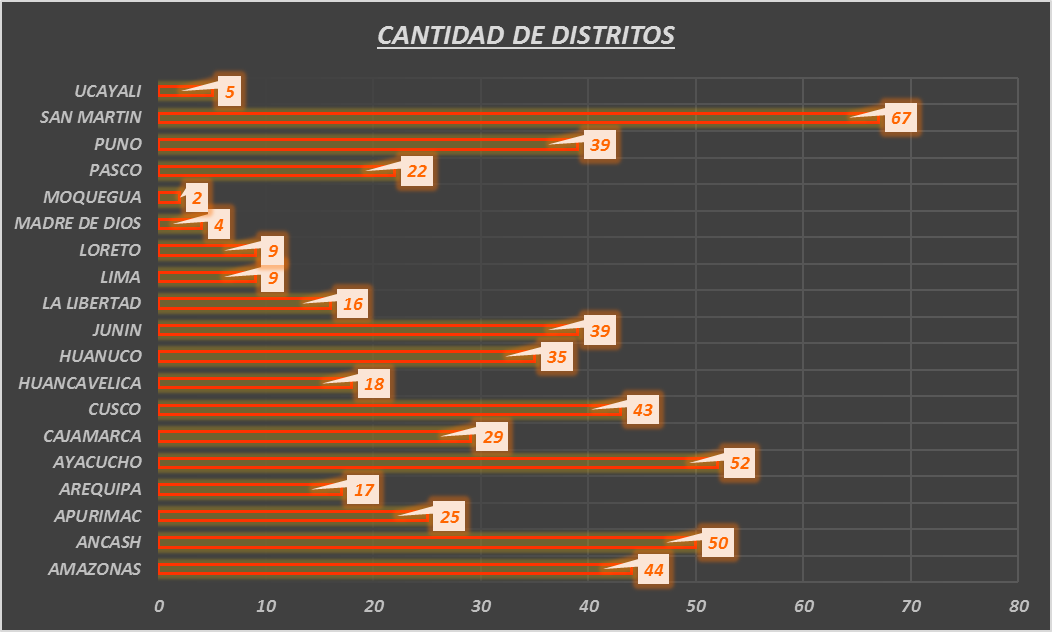 CANTIDAD DE DISTRITOS
UCAYALI 5
SAN MARTIN 67
PUNO 39
PASCO 22
MOQUEGUA 2
MADRE DE DIOS 4
LORETO 9
LIMA 9
LA LIBERTAD 16
JUNIN 39
HUANUCO 35
HUANCAVELICA 18
CUSCO 43
CAJAMARCA 29
AYACUCHO 52
AREQUIPA 17
APURIMAC 25
ANCASH 50
AMAZONAS 44
0 10 20 30 40 50 60 70 80